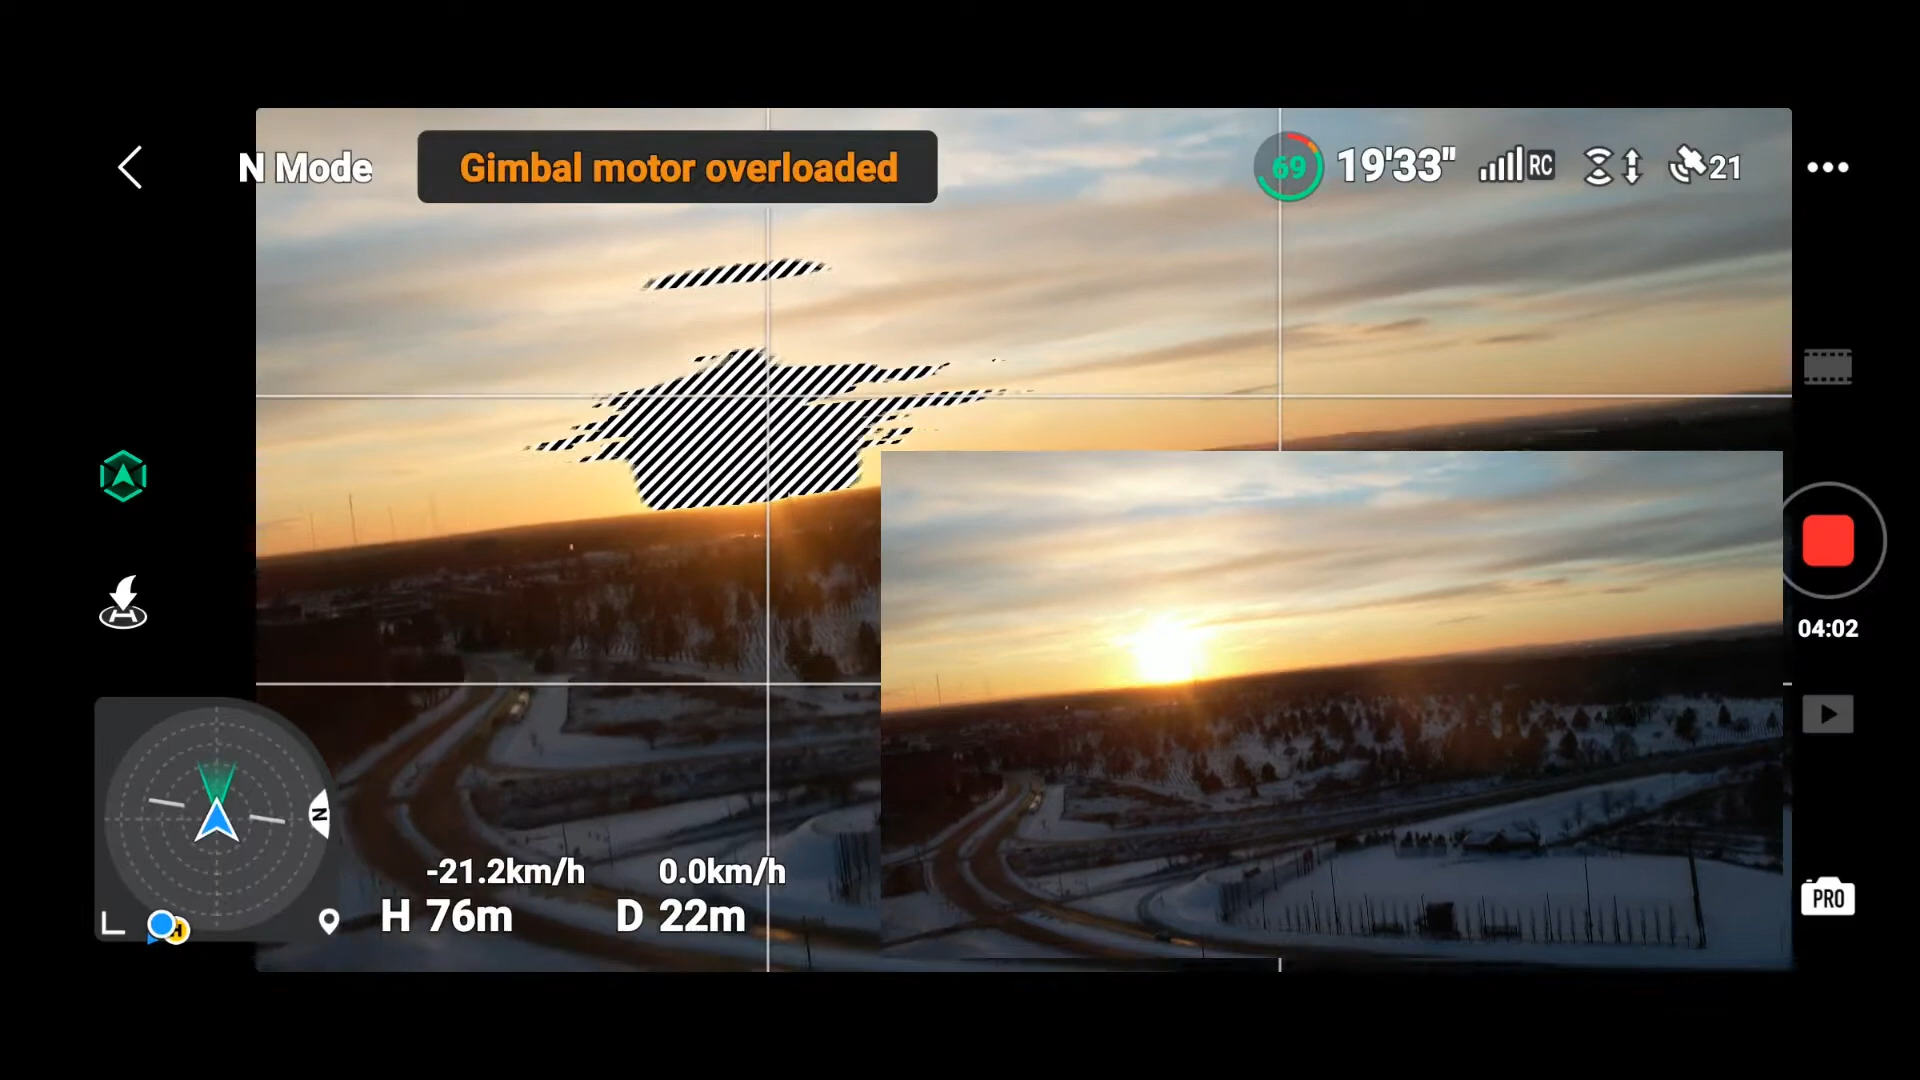 N Mode
Gimbal motor overloaded
69
19'33"
RC
21
04:02
N
-21.2km/h
0.0km/h
H 76m
D 22m
H
PRO